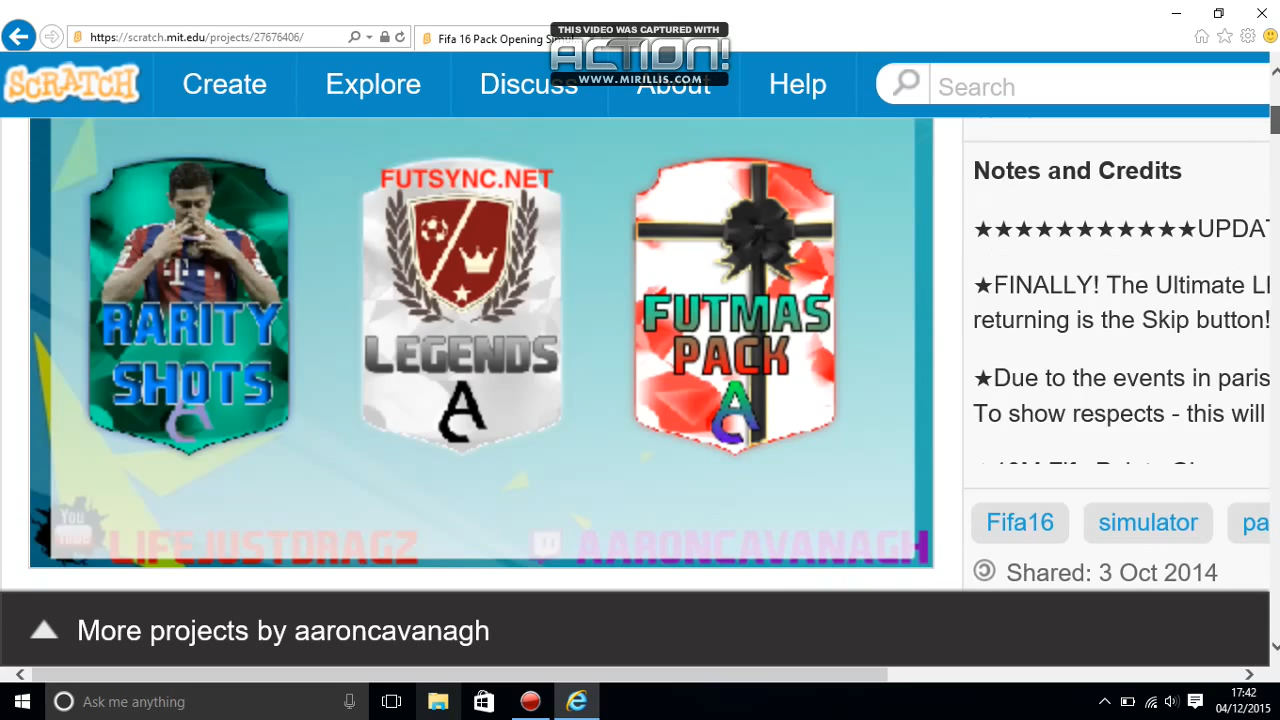 THIS VIDEO WAS CAPTURED WITH
ACTION!
WWW.MIRILLIS.COM
https://scratch.mit.edu/projects/27676406/
Fifa 16 Pack Opening Simul
SCRATCH
Create
Explore
Discuss
About
Help
Search
RARITY
SHOTS
FUTSYNC.NET
LEGENDS
FUTMAS
PACK
You
Tube
LIFEJUSTDRAGZ
AARONCAVANAGH
Notes and Credits
★★★★★★★★★★★UPDAT
★FINALLY! The Ultimate LE
returning is the Skip button!
★Due to the events in paris
To show respects - this will
Fifa16
simulator
pa
Shared: 3 Oct 2014
More projects by aaroncavanagh
Ask me anything
17:42
04/12/2015